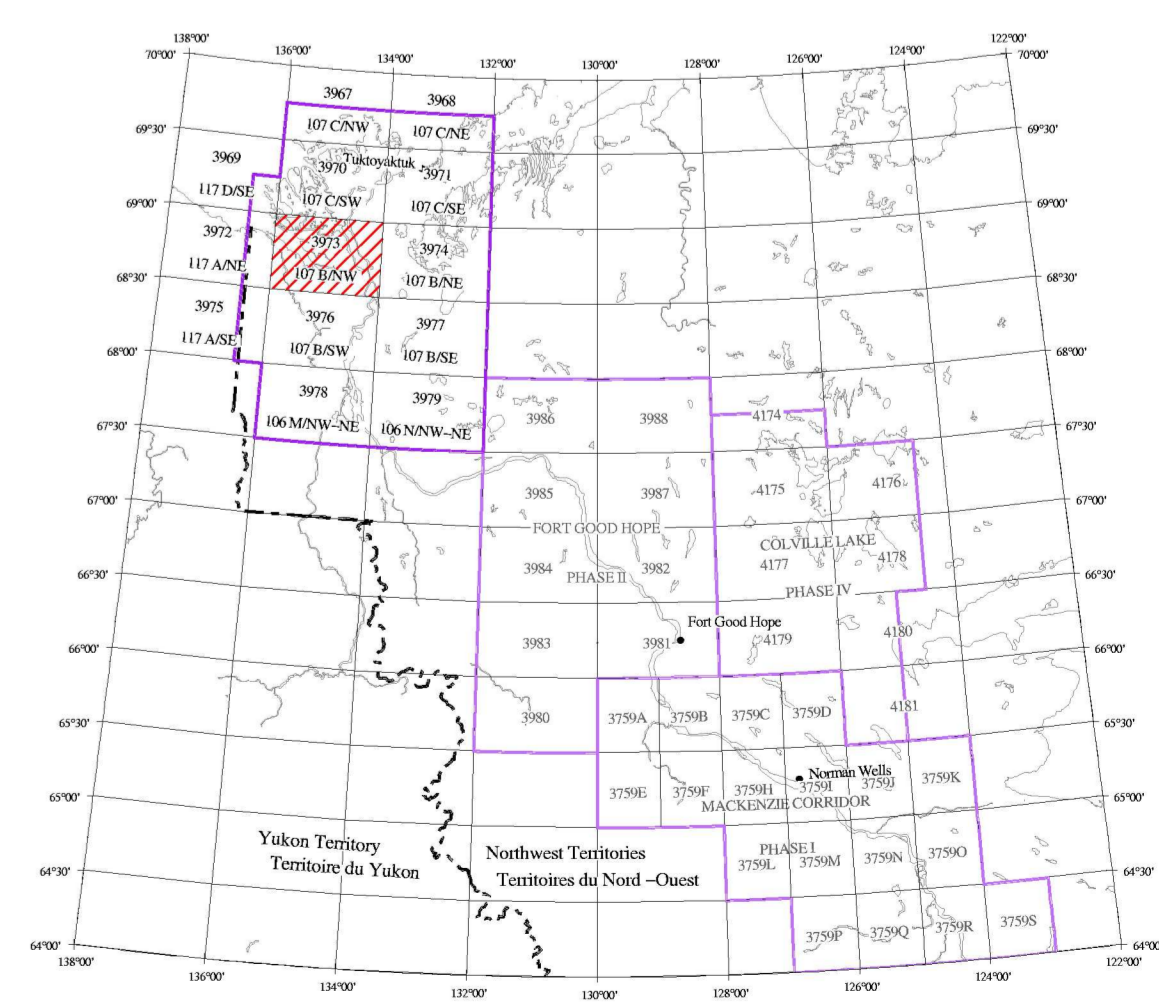 138°00' 136°00' 134°00' 132°00' 130°00' 128°00' 126°00' 124°00' 122°00'
70°00' 70°00'
3967 3968
107 C/NW 107 C/NE
69°30' 69°30'
3969 3970 Tuktoyaktuk 3971
117 D/SE 107 C/SW 107 C/SE
69°00' 69°00'
3972 3973 3974
117 A/NE 107 B/NW 107 B/NE
68°30' 68°30'
3975 3976 3977
117 A/SE 107 B/SW 107 B/SE
68°00' 68°00'
3978 3979 3986 3988 4174
106 M/NW–NE 106 N/NW–NE
67°30' 67°30'
3985 3987 4175 4176
67°00' 67°00'
FORT GOOD HOPE COLVILLE LAKE
3984 3982 4177 4178
PHASE II PHASE IV
66°30' 66°30'
Fort Good Hope
3983 3981 4179 4180
66°00' 66°00'
3980 3759A 3759B 3759C 3759D 4181
65°30' 65°30'
Norman Wells
3759E 3759F 3759H 3759I 3759J 3759K
MACKENZIE CORRIDOR
65°00' 65°00'
Yukon Territory
Territoire du Yukon
Northwest Territories
Territoires du Nord –Ouest
PHASE I
3759L 3759M 3759N 3759O
64°30' 64°30'
3759P 3759Q 3759R 3759S
64°00' 64°00'
138°00' 136°00' 134°00' 132°00' 130°00' 128°00' 126°00' 124°00' 122°00'